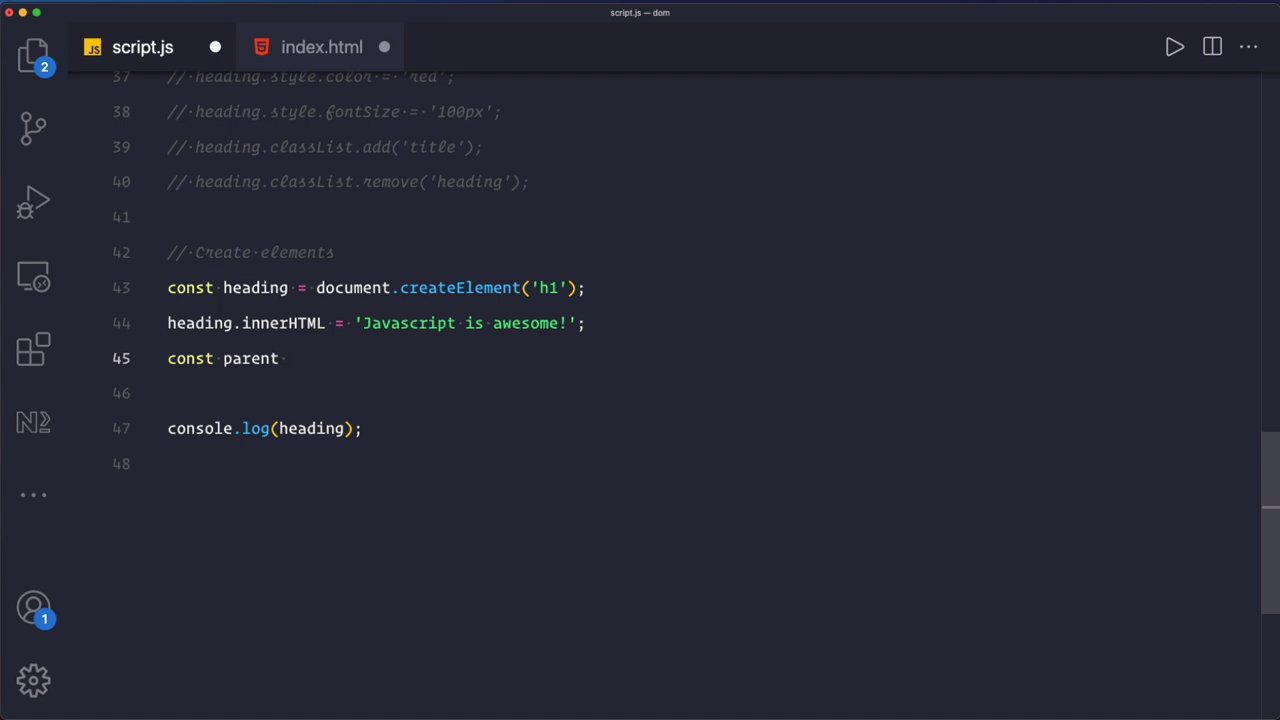 script.js — dom
JS script.js
index.html
2
37 // heading.style.color = 'red';
38 // heading.style.fontSize = '100px';
39 // heading.classList.add('title');
40 // heading.classList.remove('heading');
41
42 // Create elements
43 const heading = document.createElement('h1');
44 heading.innerHTML = 'Javascript is awesome!';
45 const parent
46
47 console.log(heading);
48
1